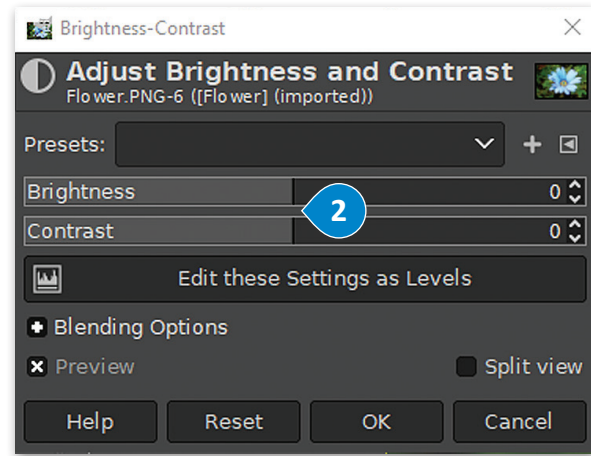 Brightness-Contrast
Adjust Brightness and Contrast
Flower.PNG-6 ([Flower] (imported))
Presets:
Brightness 0
2
Contrast 0
Edit these Settings as Levels
Blending Options
Preview Split view
Help Reset OK Cancel